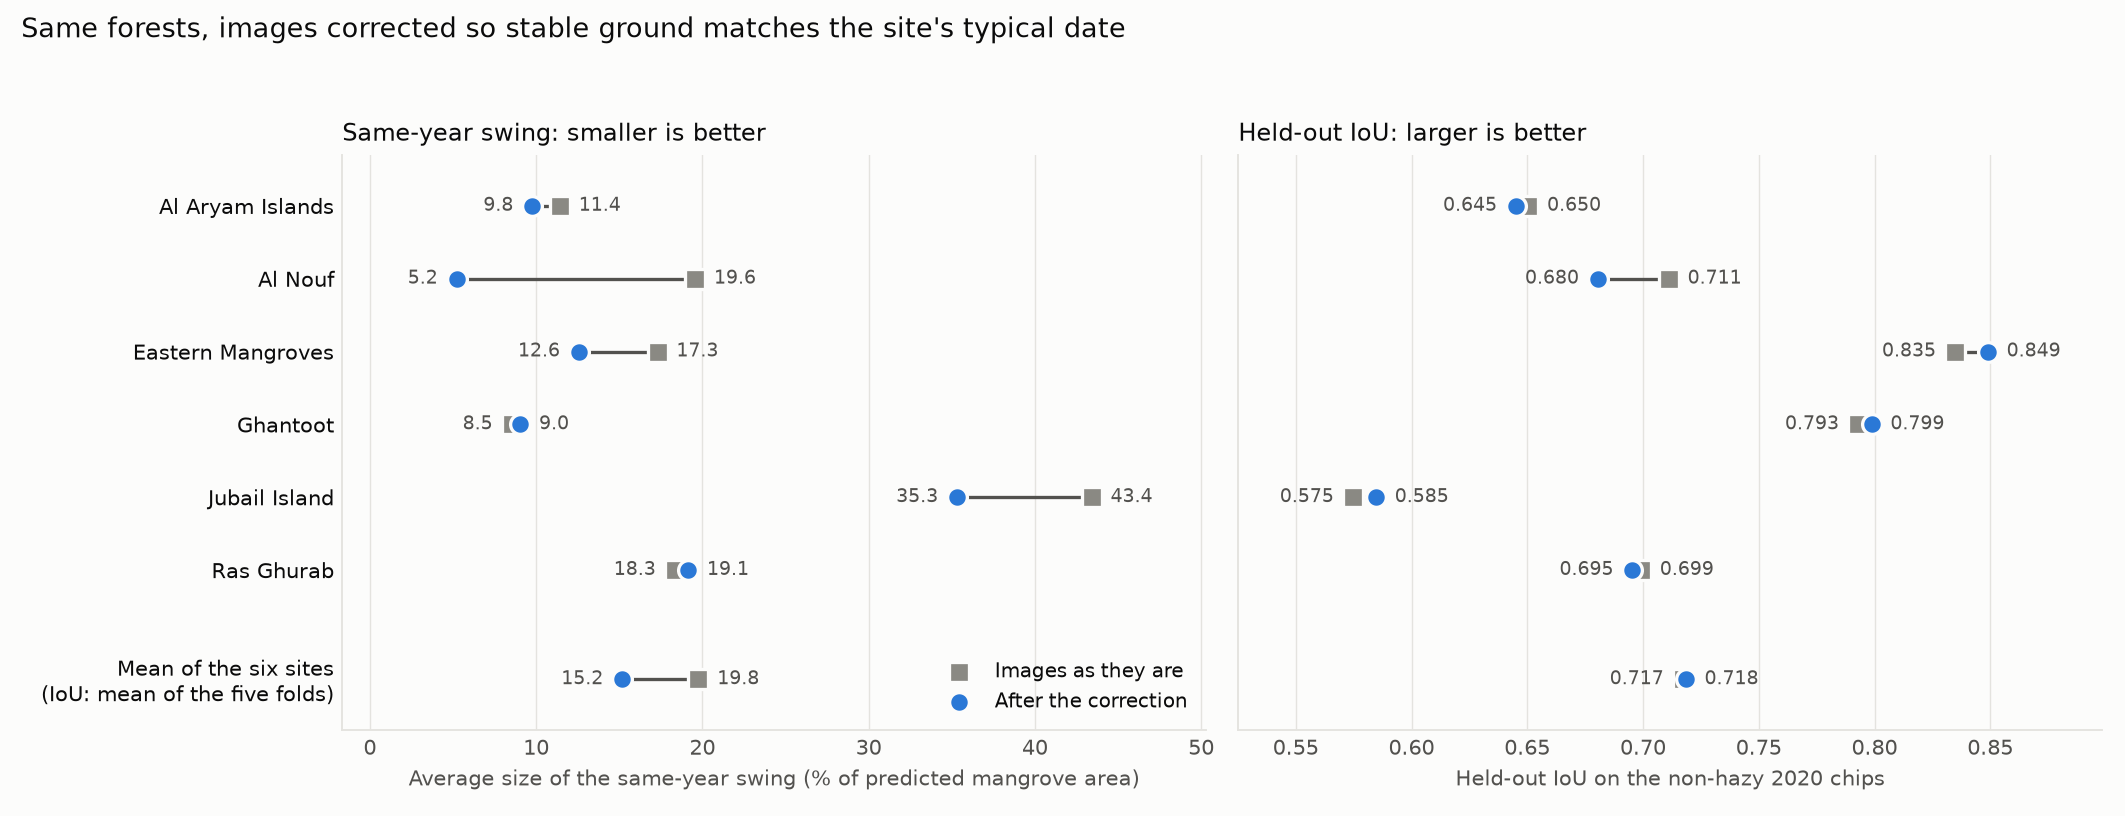 Same forests, images corrected so stable ground matches the site's typical date
Same-year swing: smaller is better
Held-out IoU: larger is better
Al Aryam Islands
9.8
11.4
0.645
0.650
Al Nouf
5.2
19.6
0.680
0.711
Eastern Mangroves
12.6
17.3
0.835
0.849
Ghantoot
8.5
9.0
0.793
0.799
Jubail Island
35.3
43.4
0.575
0.585
Ras Ghurab
18.3
19.1
0.695
0.699
Mean of the six sites
(IoU: mean of the five folds)
15.2
19.8
0.717
0.718
Images as they are
After the correction
0 10 20 30 40 50
0.55 0.60 0.65 0.70 0.75 0.80 0.85
Average size of the same-year swing (% of predicted mangrove area)
Held-out IoU on the non-hazy 2020 chips